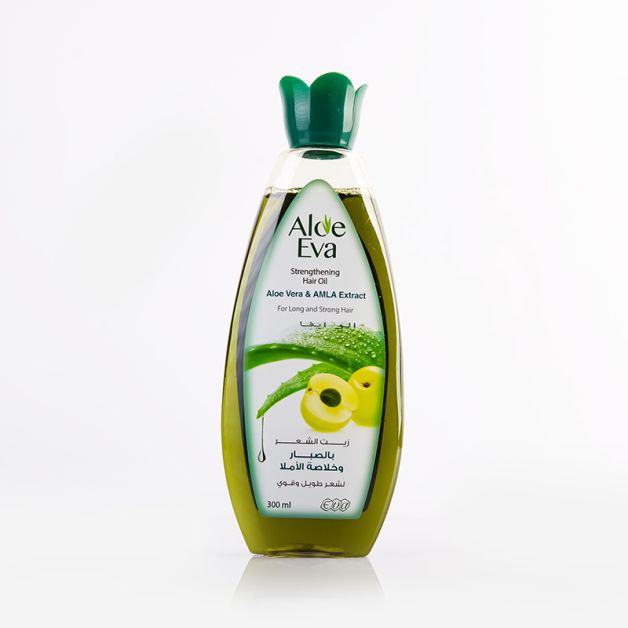 Aloe
Eva
Strengthening
Hair Oil
Aloe Vera & AMLA Extract
For Long and Strong Hair
زيت الشعر
بالصبار
وخلاصة الأملا
لشعر طويل وقوي
300 ml
EVA